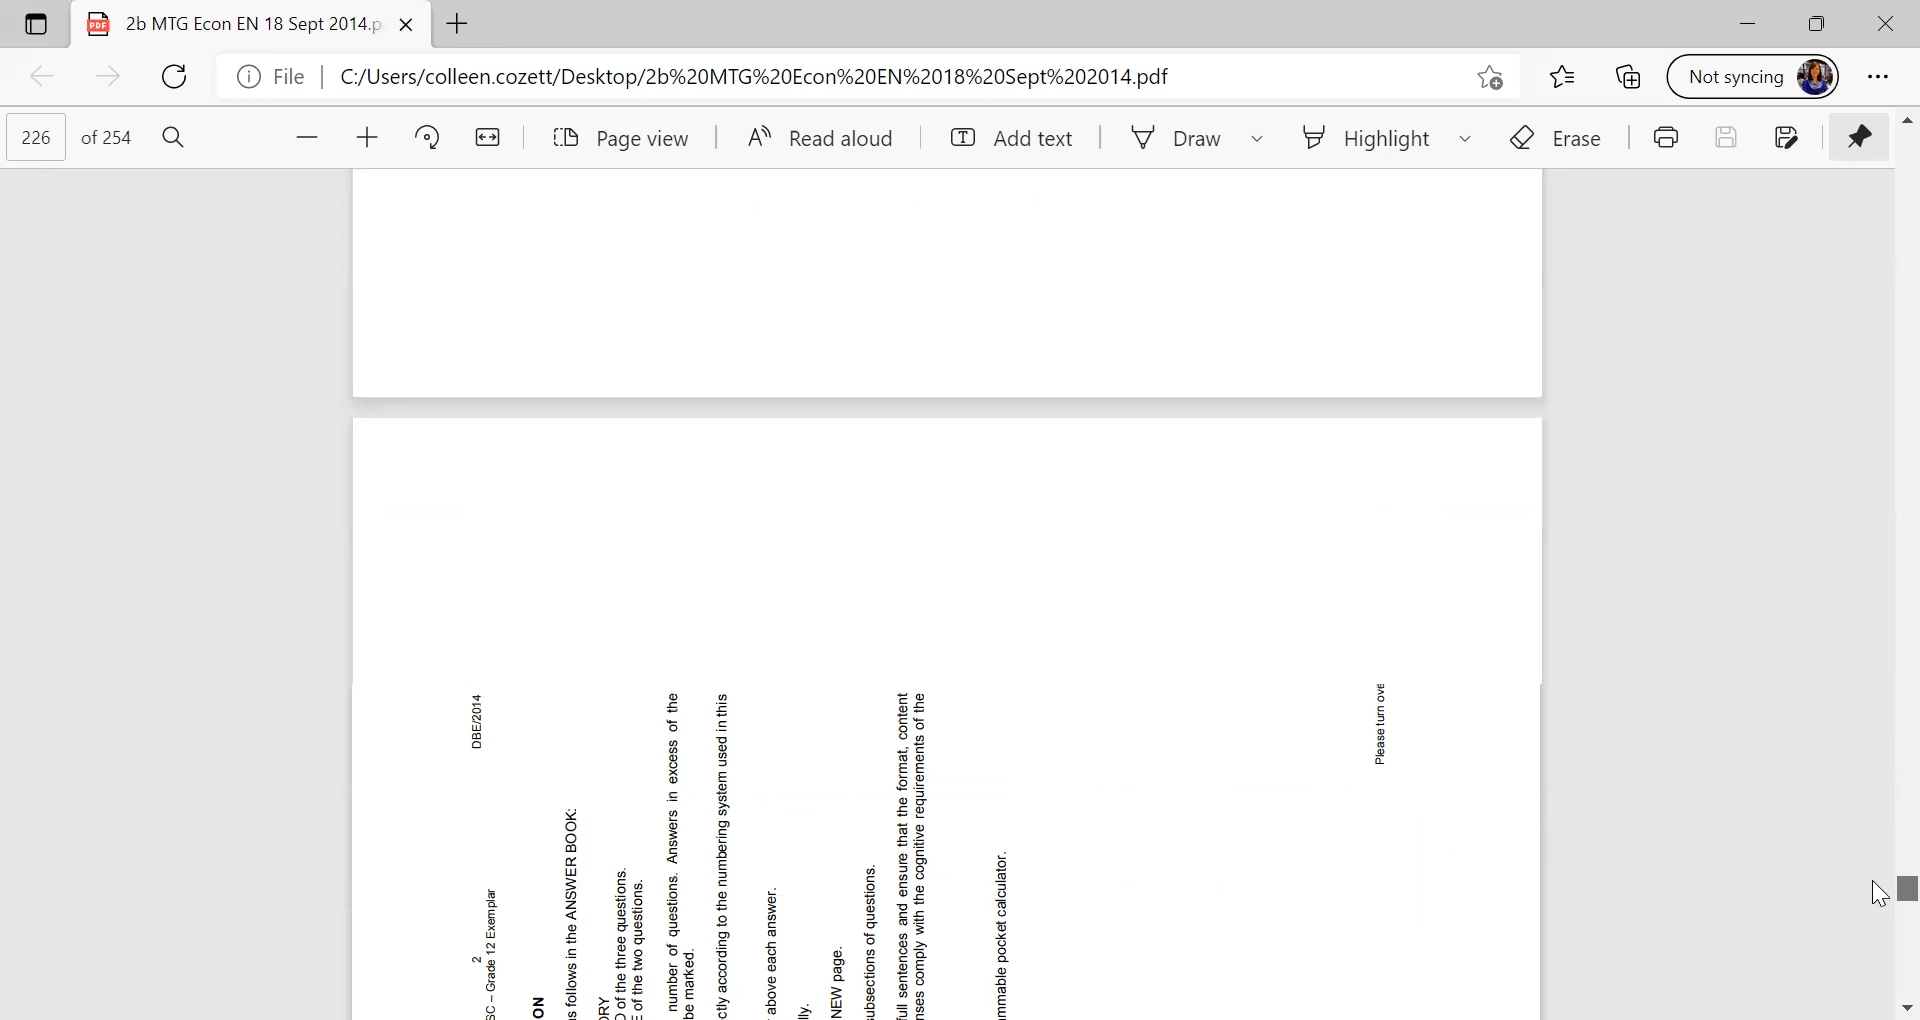 2b MTG Econ EN 18 Sept 2014.p
File
C:/Users/colleen.cozett/Desktop/2b%20MTG%20Econ%20EN%2018%20Sept%202014.pdf
Not syncing
226 of 254
Page view
Read aloud
Add text
Draw
Highlight
Erase
2
DBE/2014
SC – Grade 12 Exemplar
ON
s follows in the ANSWER BOOK:
RY
O of the three questions.
E of the two questions.
number of questions. Answers in excess of the
be marked.
ctly according to the numbering system used in this
above each answer.
lly.
NEW page.
subsections of questions.
full sentences and ensure that the format, content
nses comply with the cognitive requirements of the
mmable pocket calculator.
Please turn ove